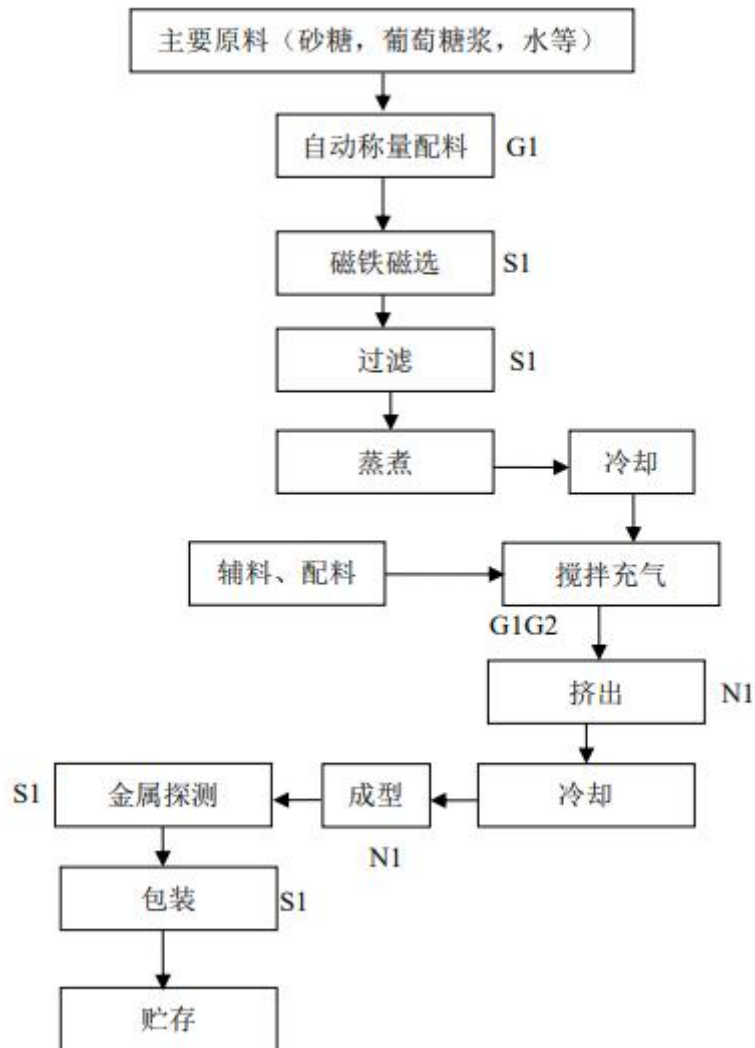 主要原料（砂糖，葡萄糖浆，水等）
自动称量配料
G1
磁铁磁选
S1
过滤
S1
蒸煮
冷却
辅料、配料
搅拌充气
G1G2
挤出
N1
S1
金属探测
成型
冷却
N1
包装
S1
贮存